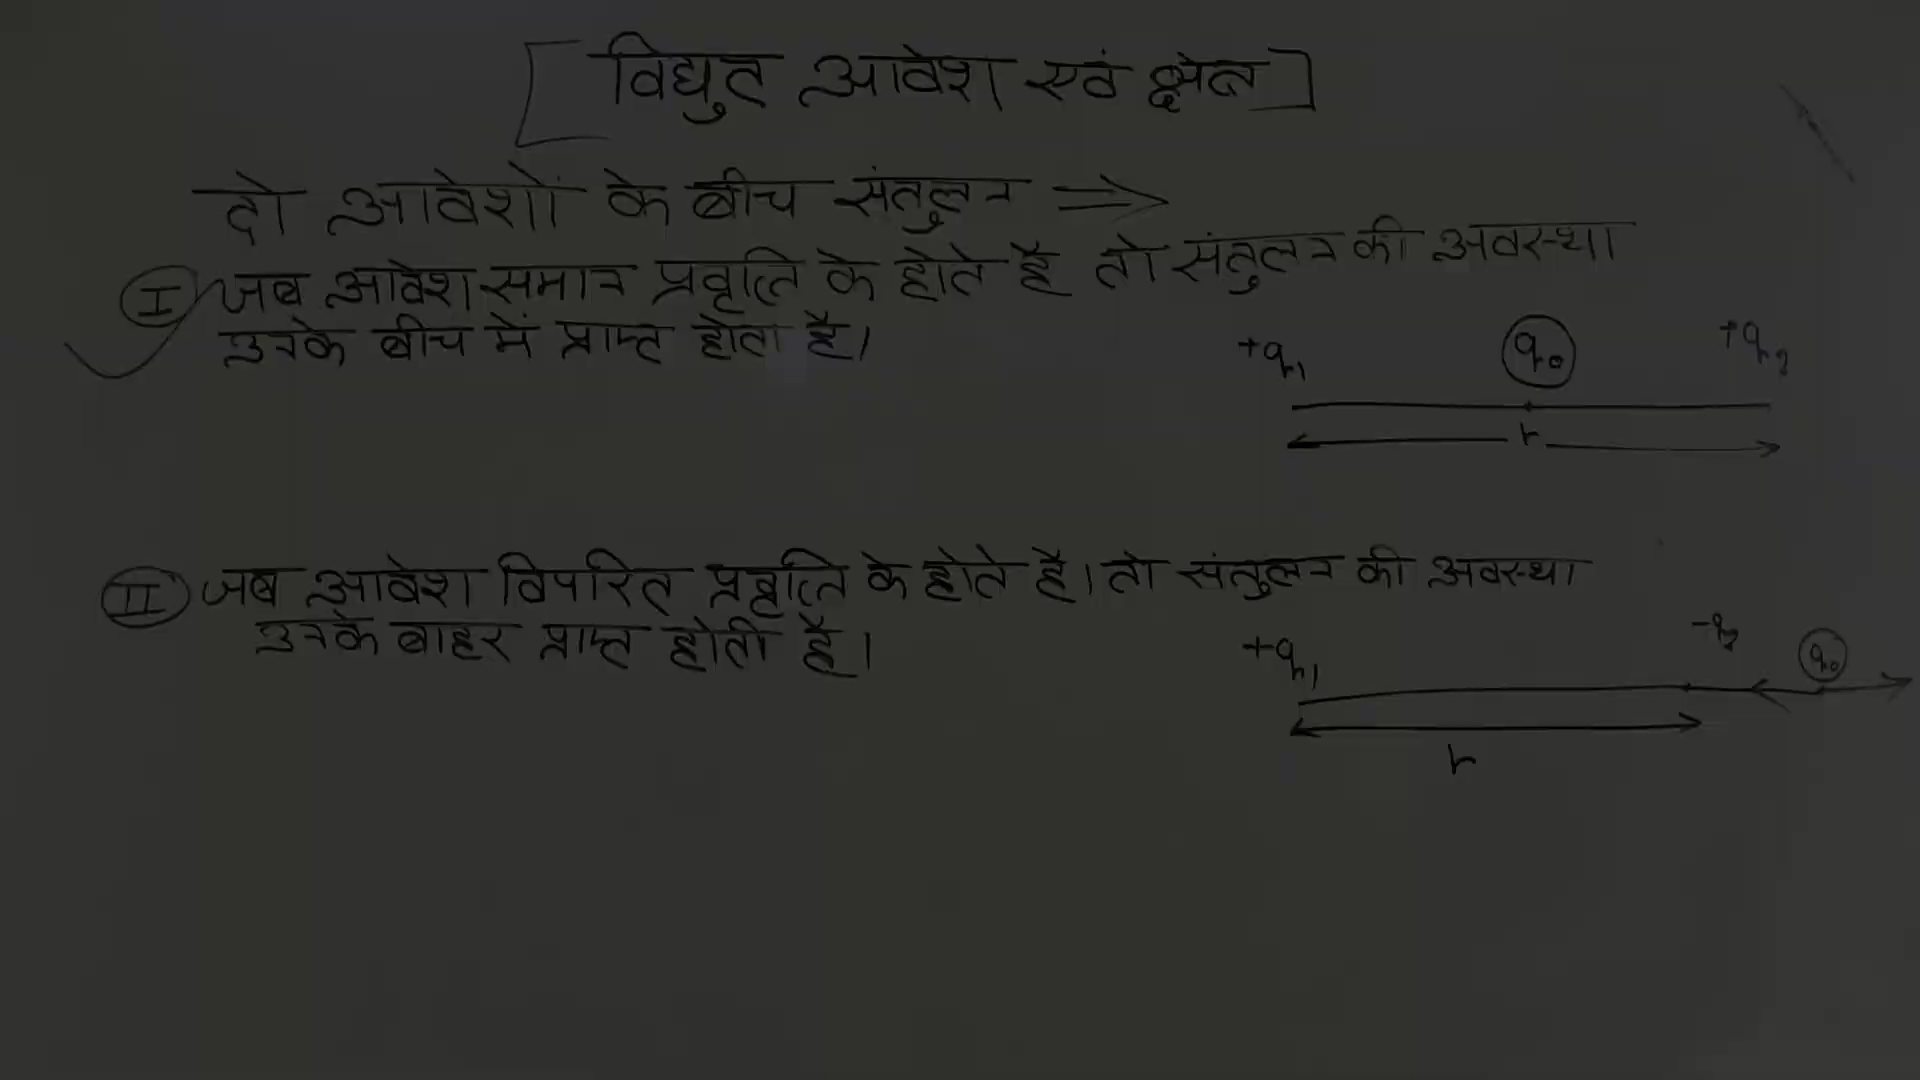 [विद्युत आवेश एवं क्षेत्र]
दो आवेशों के बीच संतुलन ⇒
I जब आवेश समान प्रवृत्ति के होते है तो संतुलन की अवस्था
उनके बीच में प्राप्त होता है।
+q₁ q₀ +q₂
r
II जब आवेश विपरित प्रवृत्ति के होते है। तो संतुलन की अवस्था
उनके बाहर प्राप्त होती है।
+q₁ -q₂ q₀
r